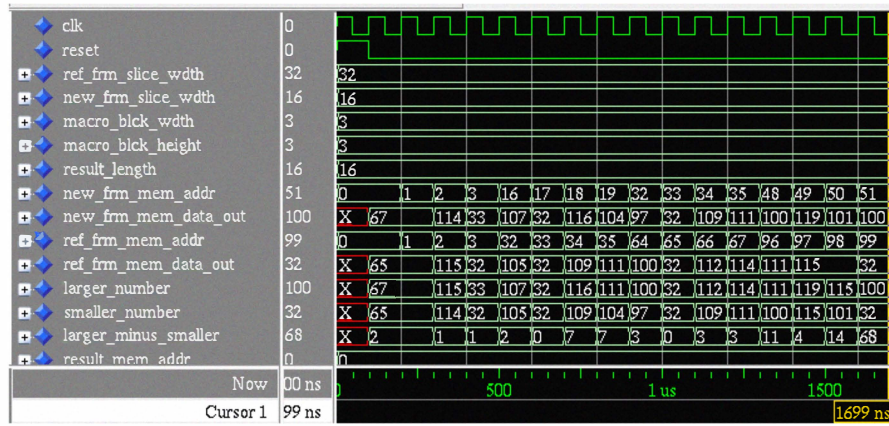 clk 0
reset 0
ref_frm_slice_wdth 32 32
new_frm_slice_wdth 16 16
macro_blck_wdth 3 3
macro_blck_height 3 3
result_length 16 16
new_frm_mem_addr 51 0 1 2 3 16 17 18 19 32 33 34 35 48 49 50 51
new_frm_mem_data_out 100 X 67 114 33 107 32 116 104 97 32 109 111 100 119 101 100
ref_frm_mem_addr 99 0 1 2 3 32 33 34 35 64 65 66 67 96 97 98 99
ref_frm_mem_data_out 32 X 65 115 32 105 32 109 111 100 32 112 114 111 115 32
larger_number 100 X 67 115 33 107 32 116 111 100 32 112 114 111 119 115 100
smaller_number 32 X 65 114 32 105 32 109 104 97 32 109 111 100 115 101 32
larger_minus_smaller 68 X 2 1 1 2 0 7 7 3 0 3 3 11 4 14 68
result_mem_addr 0 0
Now 00 ns 0 500 1 us 1500
Cursor 1 99 ns 1699 ns